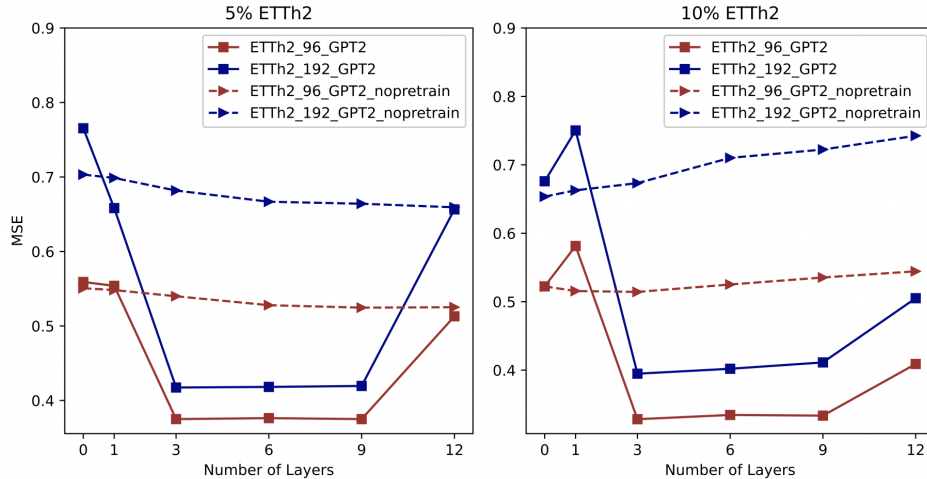 5% ETTh2
0.9
0.8
0.7
0.6
0.5
0.4
MSE
ETTh2_96_GPT2
ETTh2_192_GPT2
ETTh2_96_GPT2_nopretrain
ETTh2_192_GPT2_nopretrain
0 1 3 6 9 12
Number of Layers
10% ETTh2
0.9
0.8
0.7
0.6
0.5
0.4
ETTh2_96_GPT2
ETTh2_192_GPT2
ETTh2_96_GPT2_nopretrain
ETTh2_192_GPT2_nopretrain
0 1 3 6 9 12
Number of Layers